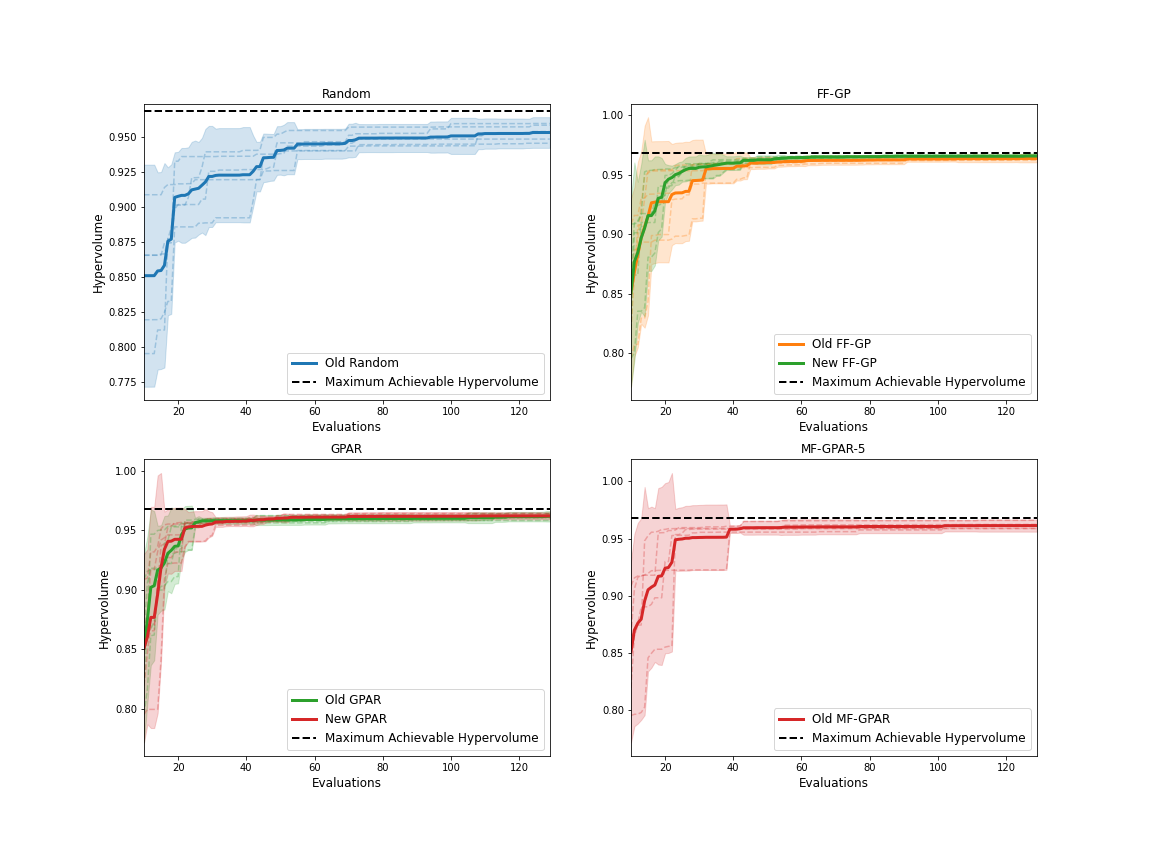 Random
Hypervolume
0.950
0.925
0.900
0.875
0.850
0.825
0.800
0.775
Old Random
Maximum Achievable Hypervolume
20 40 60 80 100 120
Evaluations
FF-GP
Hypervolume
1.00
0.95
0.90
0.85
0.80
Old FF-GP
New FF-GP
Maximum Achievable Hypervolume
20 40 60 80 100 120
Evaluations
GPAR
Hypervolume
1.00
0.95
0.90
0.85
0.80
Old GPAR
New GPAR
Maximum Achievable Hypervolume
20 40 60 80 100 120
Evaluations
MF-GPAR-5
Hypervolume
1.00
0.95
0.90
0.85
0.80
Old MF-GPAR
Maximum Achievable Hypervolume
20 40 60 80 100 120
Evaluations